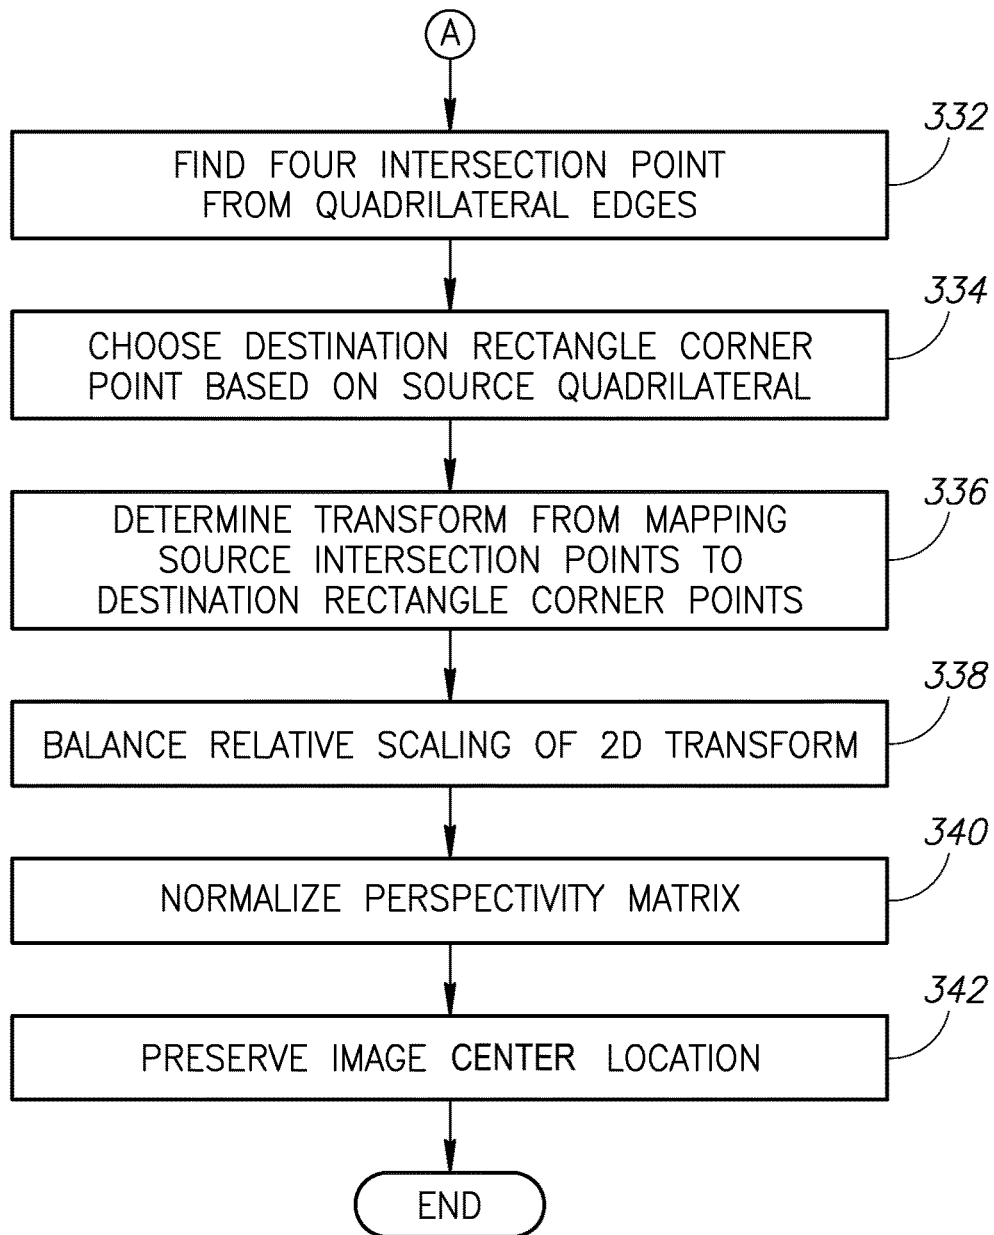 A
332
FIND FOUR INTERSECTION POINT
FROM QUADRILATERAL EDGES
334
CHOOSE DESTINATION RECTANGLE CORNER
POINT BASED ON SOURCE QUADRILATERAL
336
DETERMINE TRANSFORM FROM MAPPING
SOURCE INTERSECTION POINTS TO
DESTINATION RECTANGLE CORNER POINTS
338
BALANCE RELATIVE SCALING OF 2D TRANSFORM
340
NORMALIZE PERSPECTIVITY MATRIX
342
PRESERVE IMAGE CENTER LOCATION
END